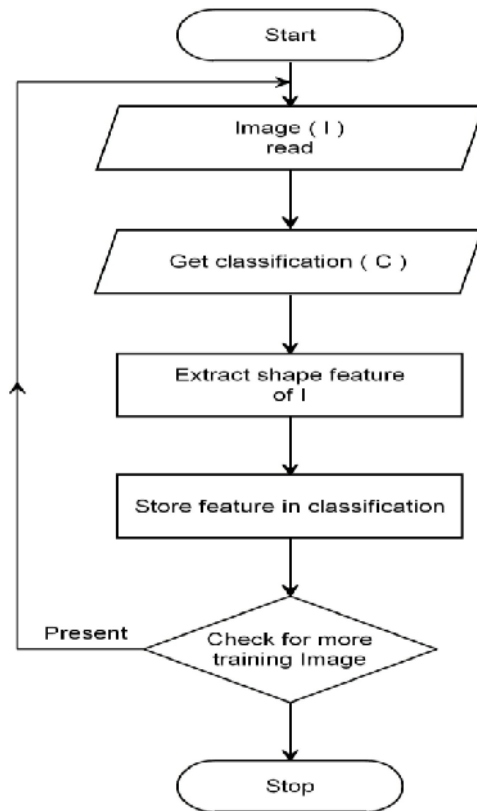 Start
Image ( I )
read
Get classification ( C )
Extract shape feature
of I
Store feature in classification
Present
Check for more
training Image
Stop